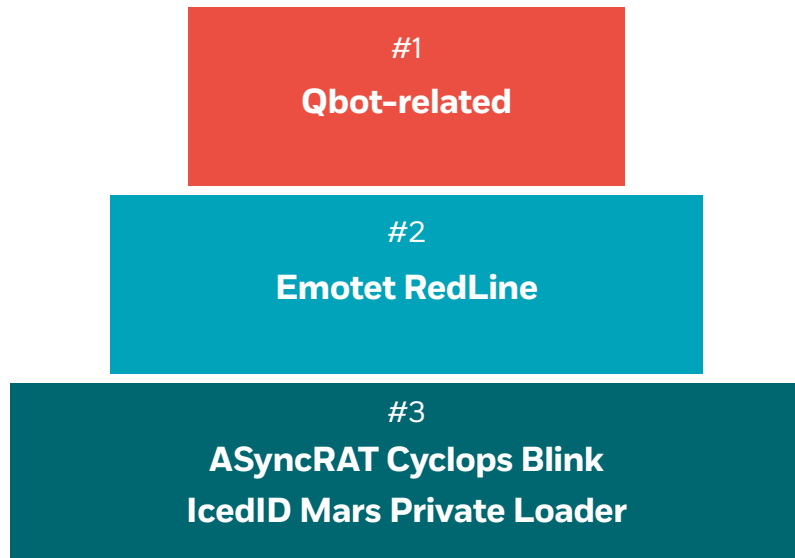 #1
Qbot-related
#2
Emotet RedLine
#3
ASyncRAT Cyclops Blink
IcedID Mars Private Loader